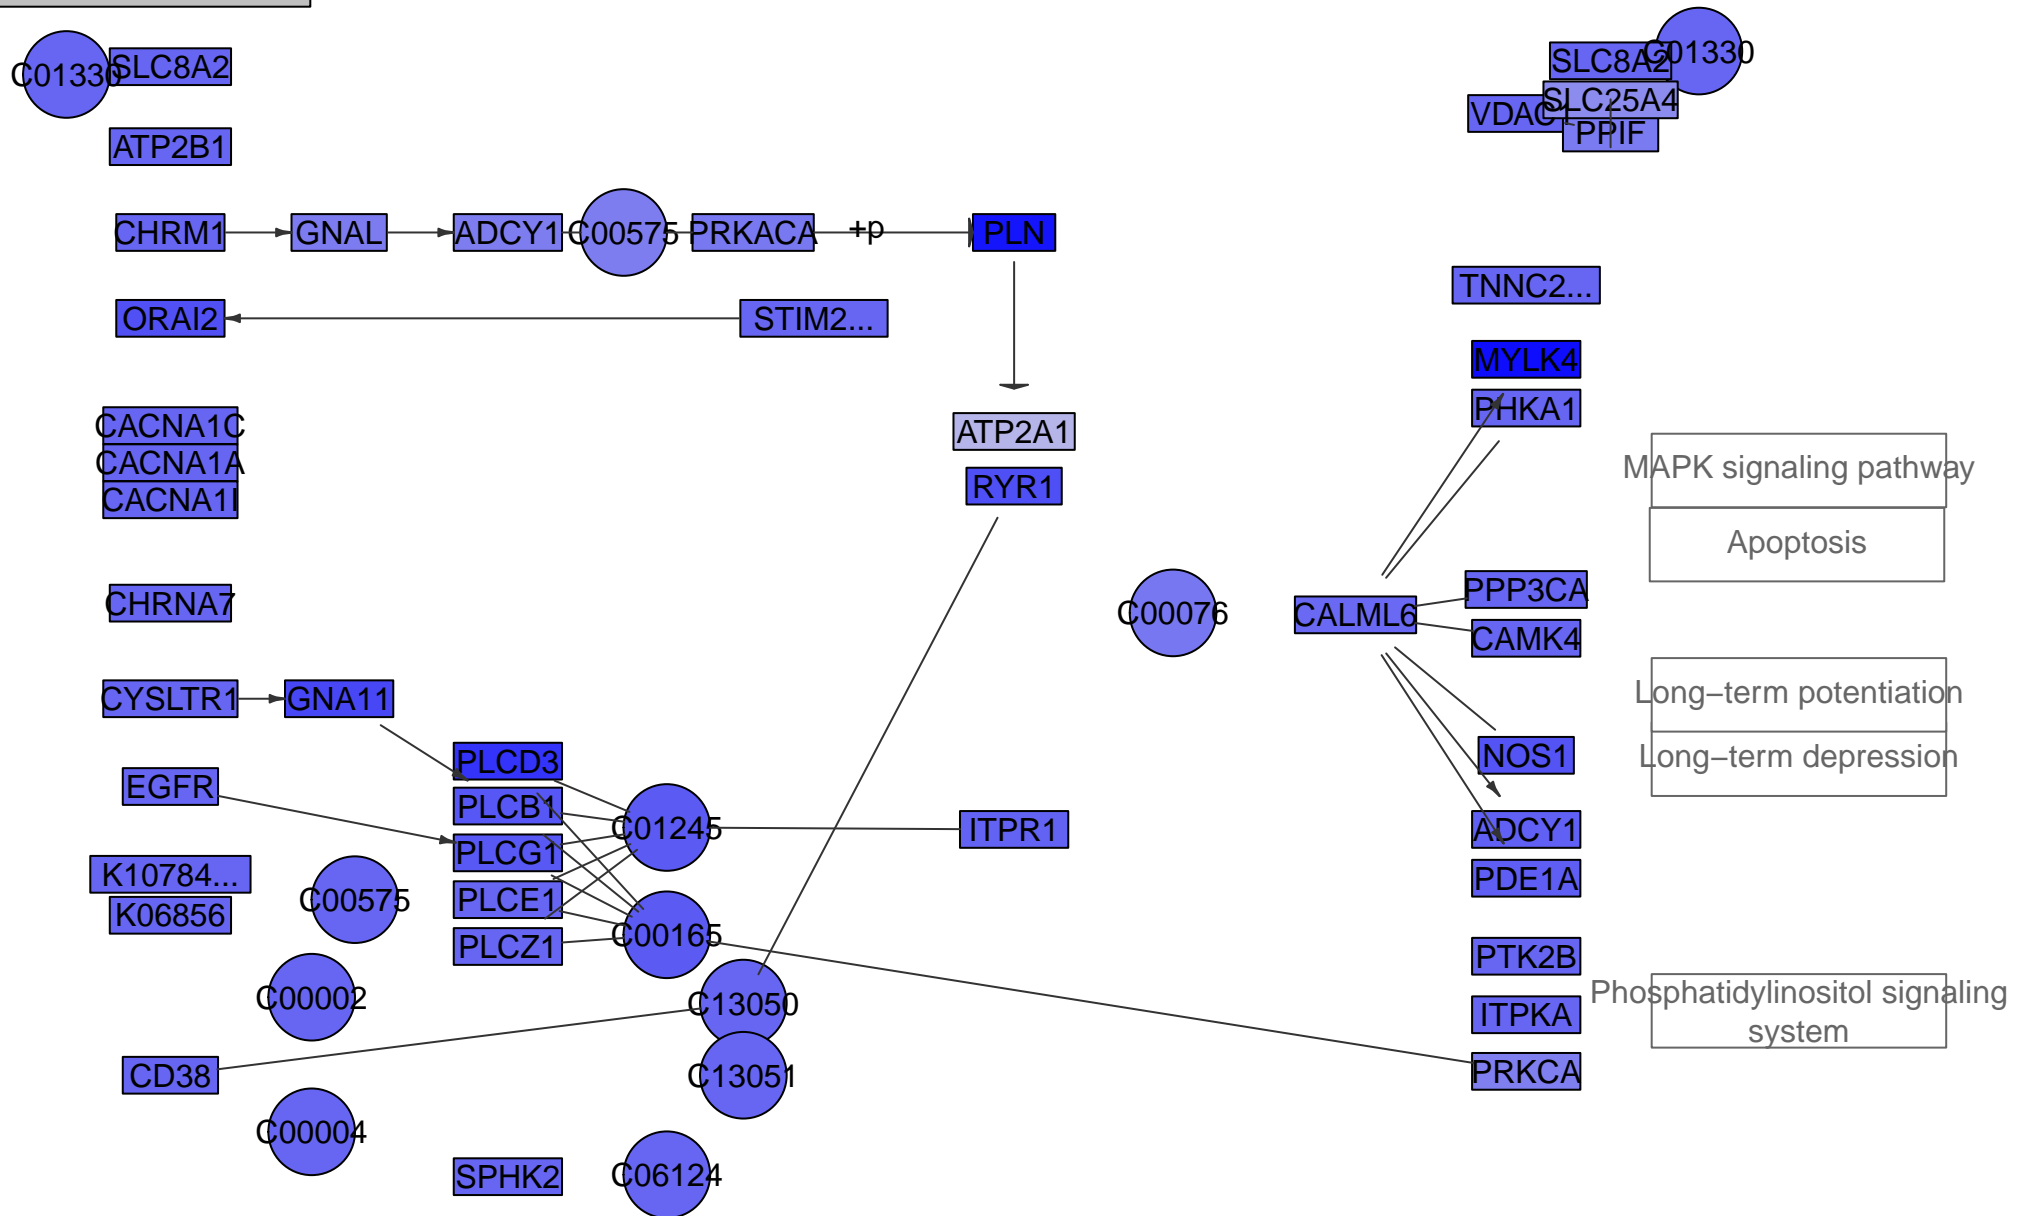 C01330
SLC8A2
SLC8A2
C01330
SLC25A4
VDAC1
PPIF
ATP2B1
CHRM1
GNAL
ADCY1
C00575
PRKACA
+p
PLN
TNNC2...
ORAI2
STIM2...
MYLK4
PHKA1
CACNA1C
CACNA1A
CACNA1I
ATP2A1
RYR1
MAPK signaling pathway
Apoptosis
CHRNA7
C00076
CALML6
PPP3CA
CAMK4
CYSLTR1
GNA11
Long−term potentiation
Long−term depression
NOS1
PLCD3
EGFR
PLCB1
C01245
ITPR1
ADCY1
PLCG1
K10784...
K06856
C00575
PLCE1
PDE1A
C00165
PLCZ1
PTK2B
C00002
C13050
Phosphatidylinositol signaling
system
ITPKA
CD38
C13051
PRKCA
C00004
SPHK2
C06124